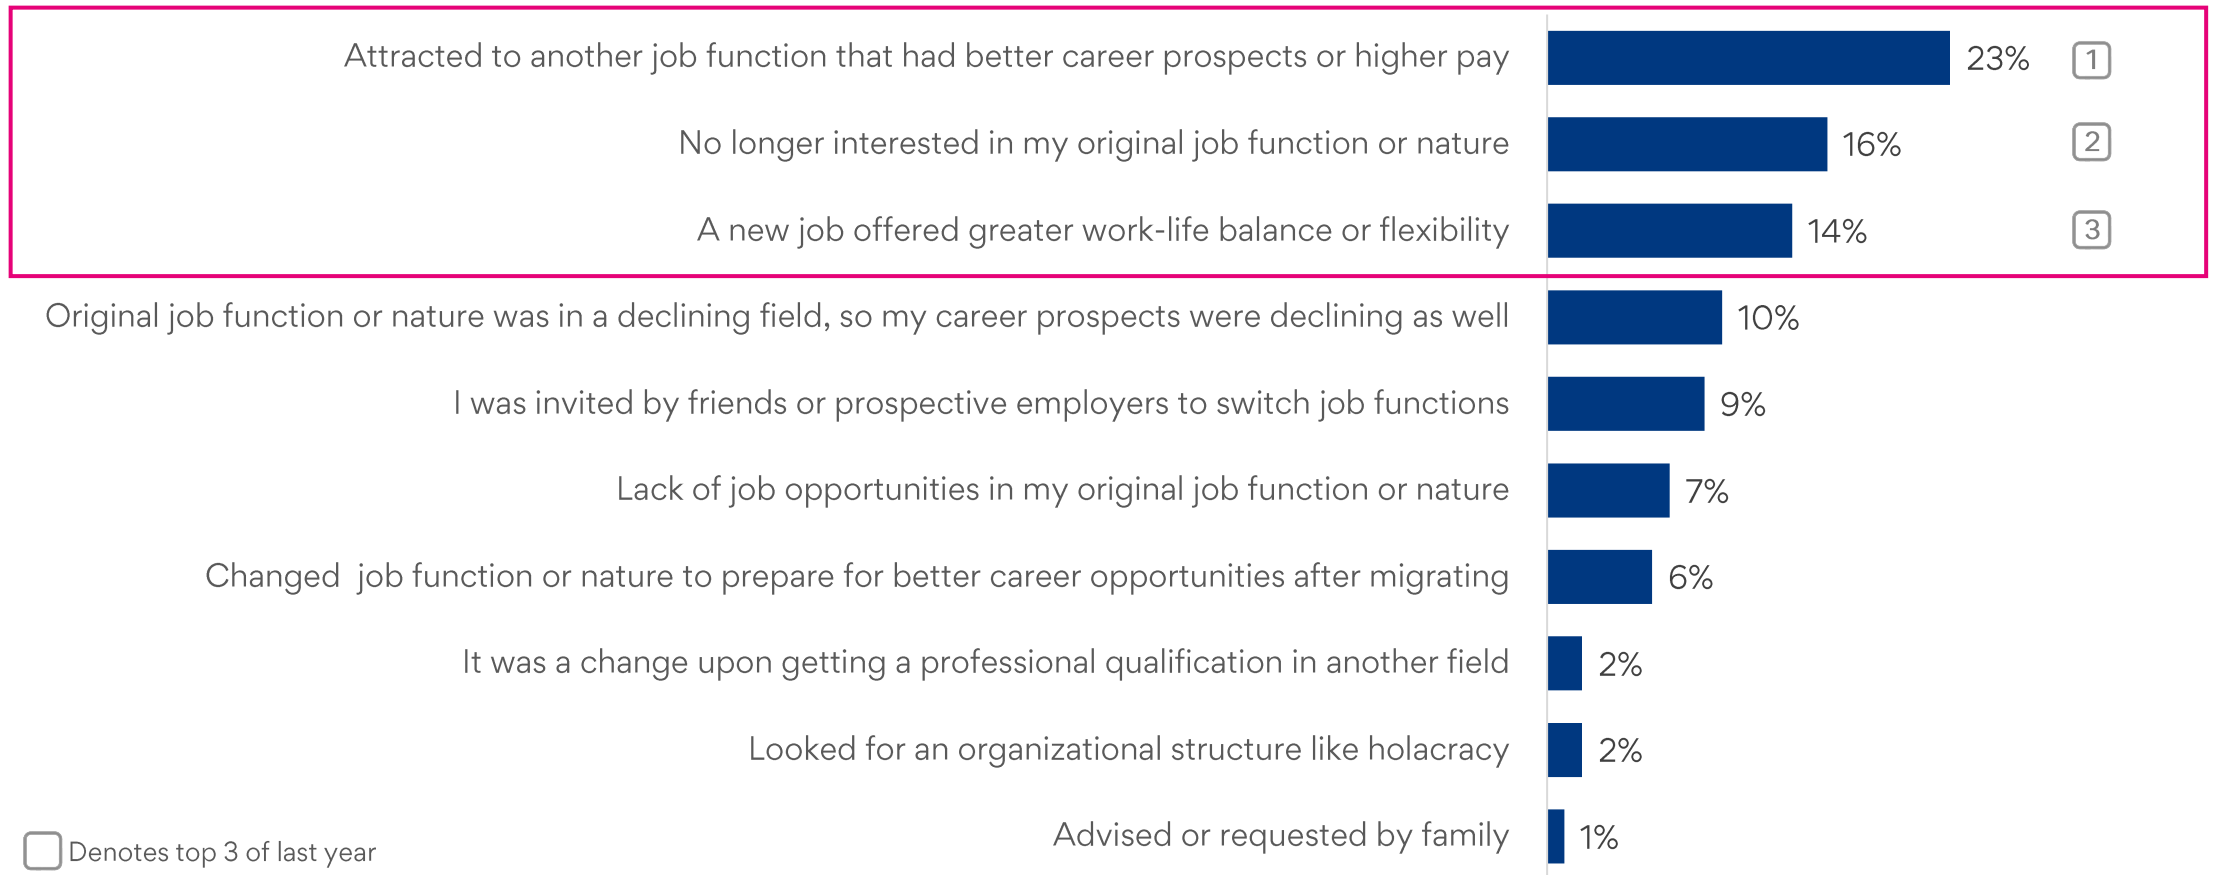 Attracted to another job function that had better career prospects or higher pay 23% 1
No longer interested in my original job function or nature 16% 2
A new job offered greater work-life balance or flexibility 14% 3
Original job function or nature was in a declining field, so my career prospects were declining as well 10%
I was invited by friends or prospective employers to switch job functions 9%
Lack of job opportunities in my original job function or nature 7%
Changed  job function or nature to prepare for better career opportunities after migrating 6%
It was a change upon getting a professional qualification in another field 2%
Looked for an organizational structure like holacracy 2%
Advised or requested by family 1%
Denotes top 3 of last year